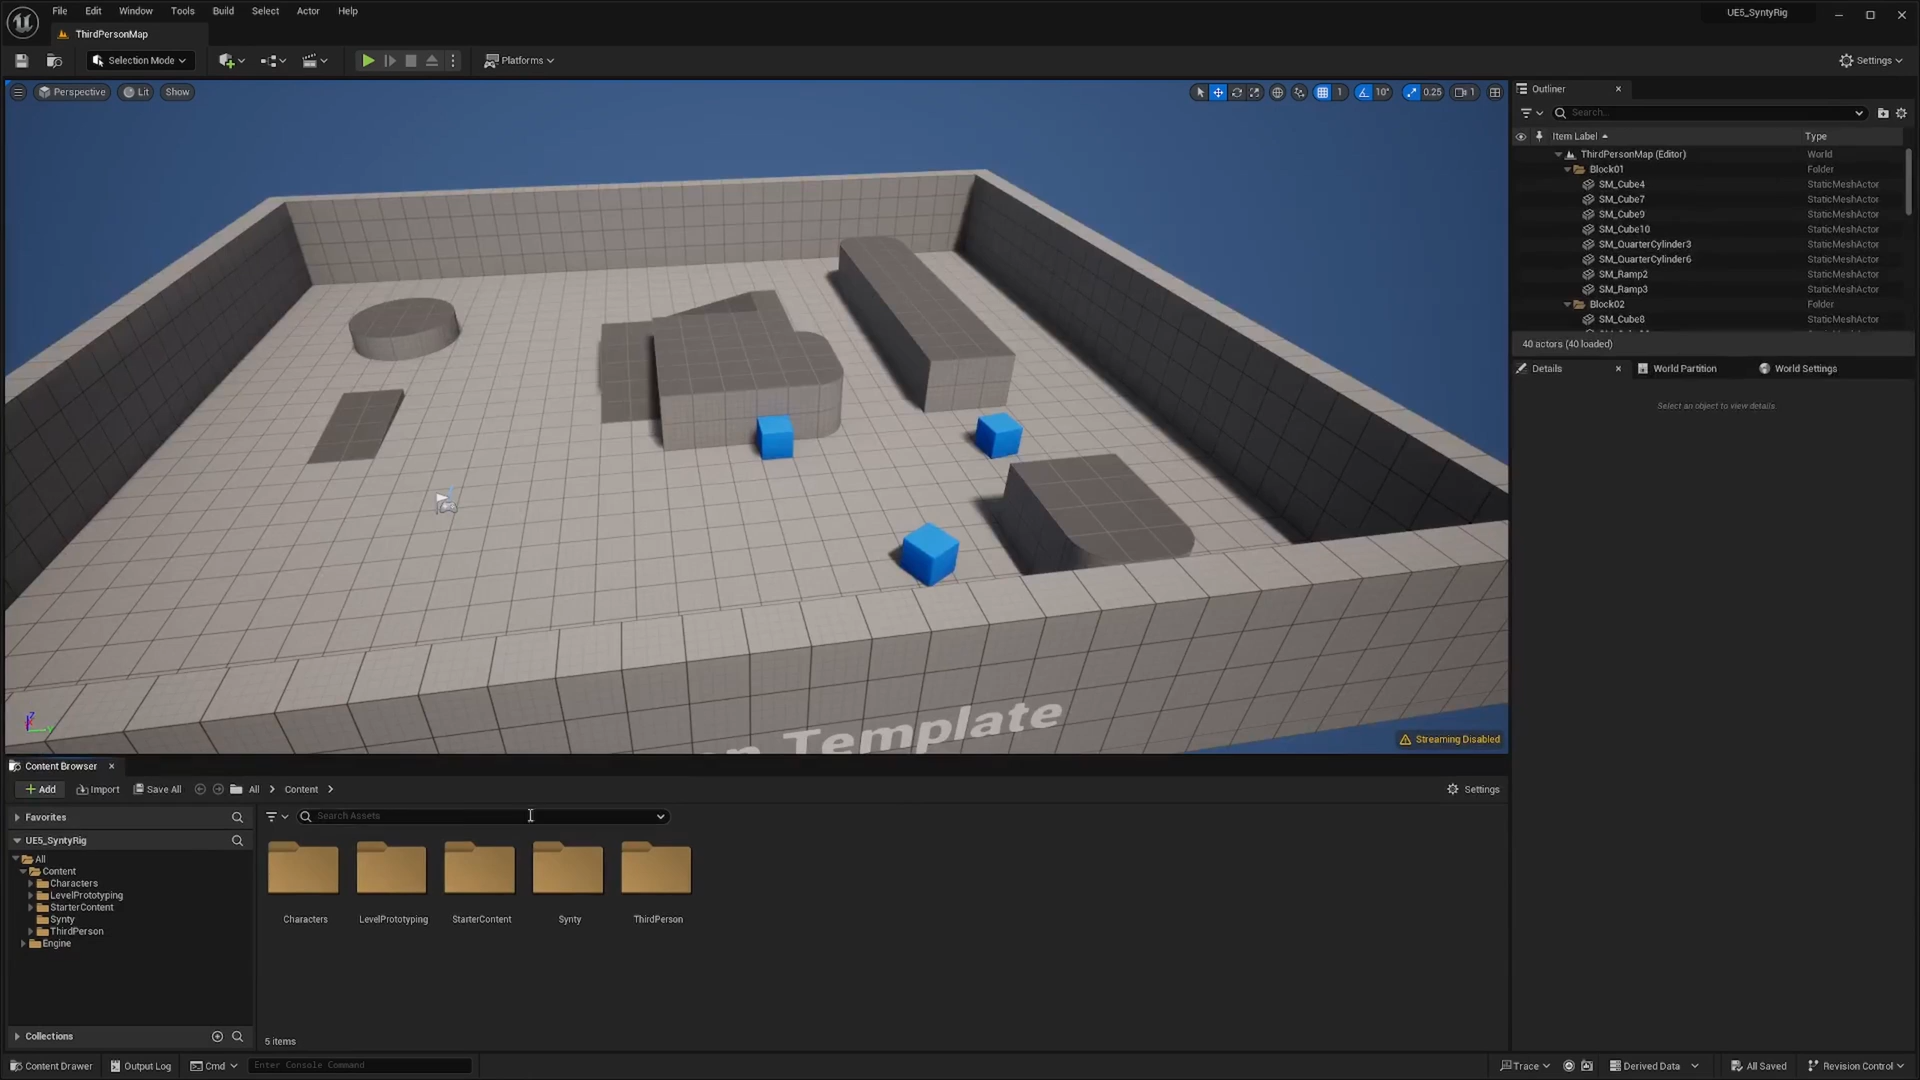 File Edit Window Tools Build Select Actor Help
UE5_SyntyRig
ThirdPersonMap
Selection Mode
Platforms
Settings
Perspective Lit Show
1 10° 0.25 1
Outliner
Search...
Item Label Type
ThirdPersonMap (Editor) World
Block01 Folder
SM_Cube4 StaticMeshActor
SM_Cube7 StaticMeshActor
SM_Cube9 StaticMeshActor
SM_Cube10 StaticMeshActor
SM_QuarterCylinder3 StaticMeshActor
SM_QuarterCylinder6 StaticMeshActor
SM_Ramp2 StaticMeshActor
SM_Ramp3 StaticMeshActor
Block02 Folder
SM_Cube8 StaticMeshActor
40 actors (40 loaded)
Details World Partition World Settings
Select an object to view details.
Template
Z
Streaming Disabled
Content Browser
Add Import Save All All Content Settings
Favorites
Search Assets
UE5_SyntyRig
All
Content
Characters
LevelPrototyping
StarterContent
Synty
ThirdPerson
Engine
Characters LevelPrototyping StarterContent Synty ThirdPerson
Collections
5 items
Content Drawer Output Log Cmd Enter Console Command Trace Derived Data All Saved Revision Control